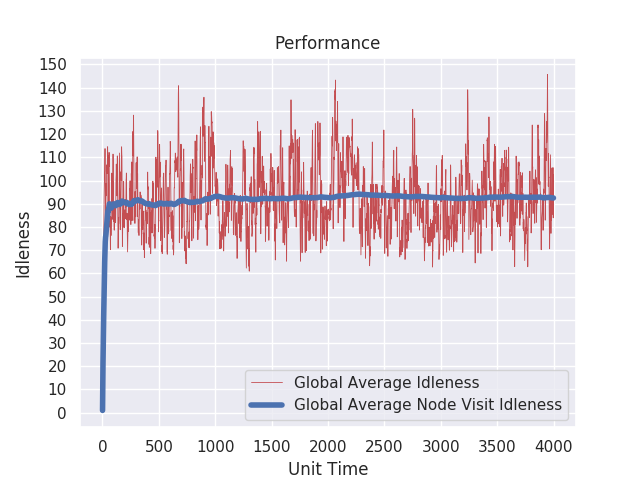 Performance
150
140
130
120
110
100
90
80
70
60
50
40
30
20
10
0
Idleness
Global Average Idleness
Global Average Node Visit Idleness
0 500 1000 1500 2000 2500 3000 3500 4000
Unit Time